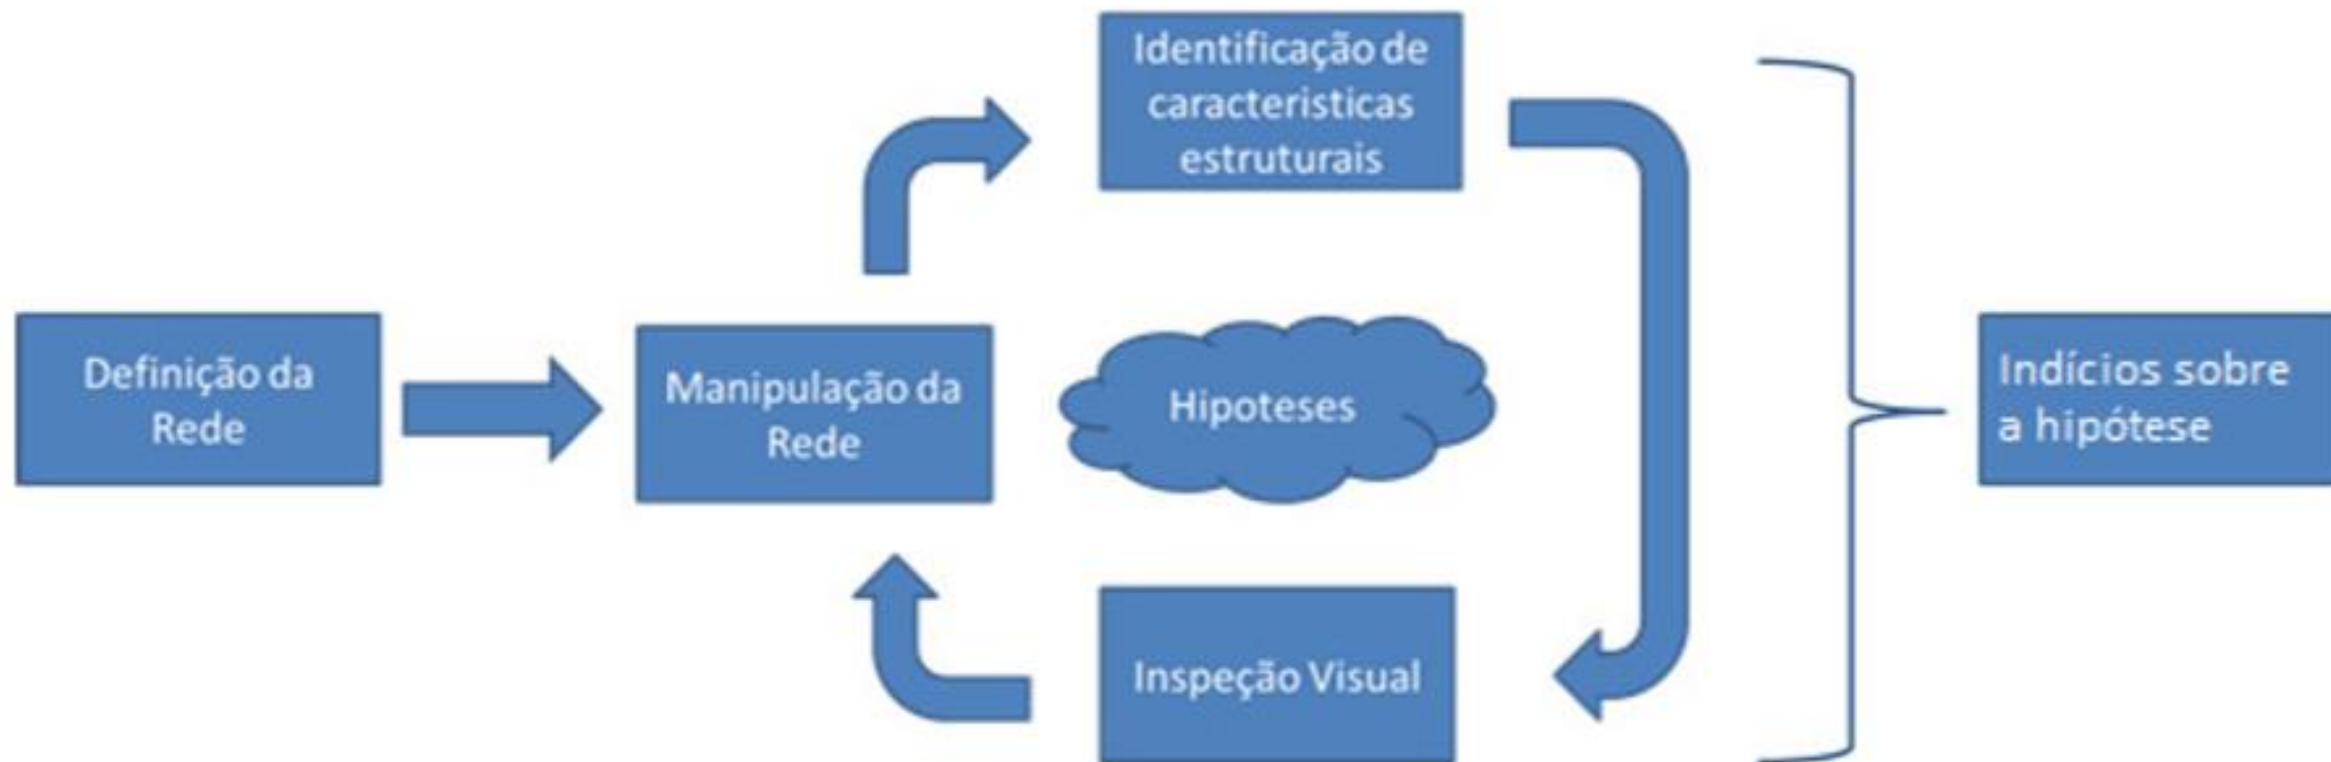 Identificação de
caracteristicas
estruturais
Definição da
Rede
Manipulação da
Rede
Hipoteses
Indícios sobre
a hipótese
Inspeção Visual